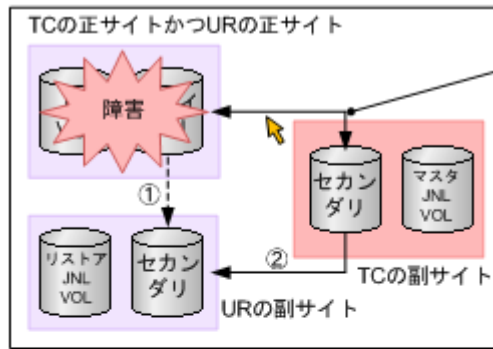 TCの正サイトかつURの正サイト
障害
①
セカン
ダリ
マスタ
JNL
VOL
②
リストア
JNL
VOL
セカン
ダリ
TCの副サイト
URの副サイト